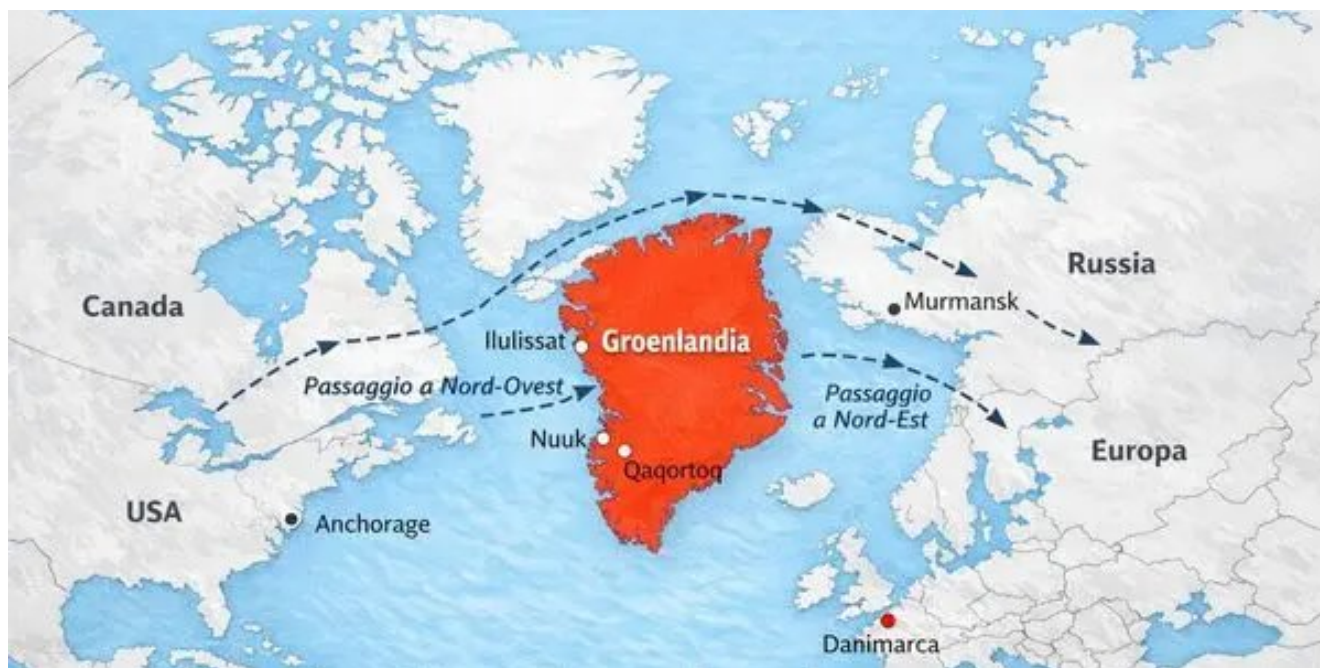 Russia
Canada
Murmansk
Ilulissat
Groenlandia
Passaggio a Nord-Ovest
Passaggio
a Nord-Est
Nuuk
Qaqortoq
Europa
USA
Anchorage
Danimarca